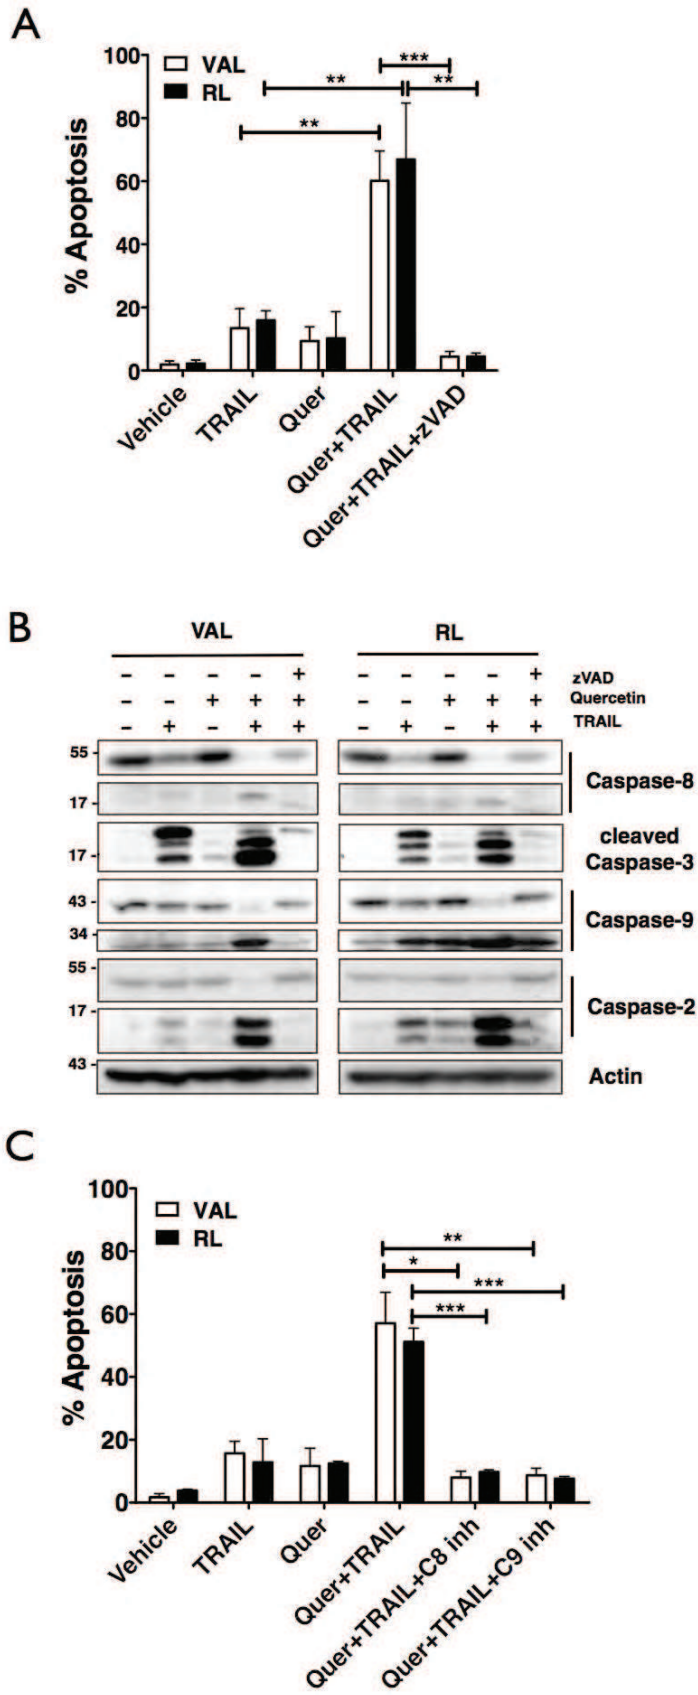 A
100
80
60
40
20
0
% Apoptosis
VAL
RL
***
**
**
**
Vehicle
TRAIL
Quer
Quer+TRAIL
Quer+TRAIL+zVAD
B
VAL RL
- - - - + - - - - + zVAD
- - + + + - - + + + Quercetin
- + - + + - + - + + TRAIL
55 -
Caspase-8
17 -
cleaved
Caspase-3
17 -
43 -
Caspase-9
34 -
55 -
Caspase-2
17 -
43 -
Actin
C
100
80
60
40
20
0
% Apoptosis
VAL
RL
**
*
***
***
Vehicle
TRAIL
Quer
Quer+TRAIL
Quer+TRAIL+C8 inh
Quer+TRAIL+C9 inh